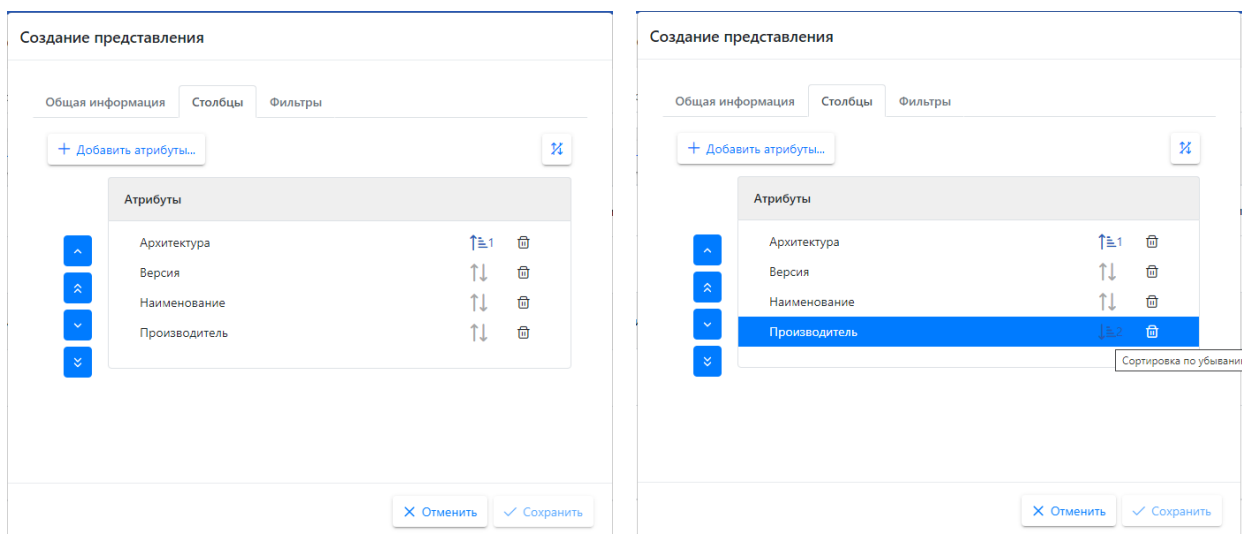 Создание представления
Общая информация Столбцы Фильтры
Добавить атрибуты...
Атрибуты
Архитектура 1
Версия
Наименование
Производитель
Отменить Сохранить
Создание представления
Общая информация Столбцы Фильтры
Добавить атрибуты...
Атрибуты
Архитектура 1
Версия
Наименование
Производитель 2
Сортировка по убывани
Отменить Сохранить